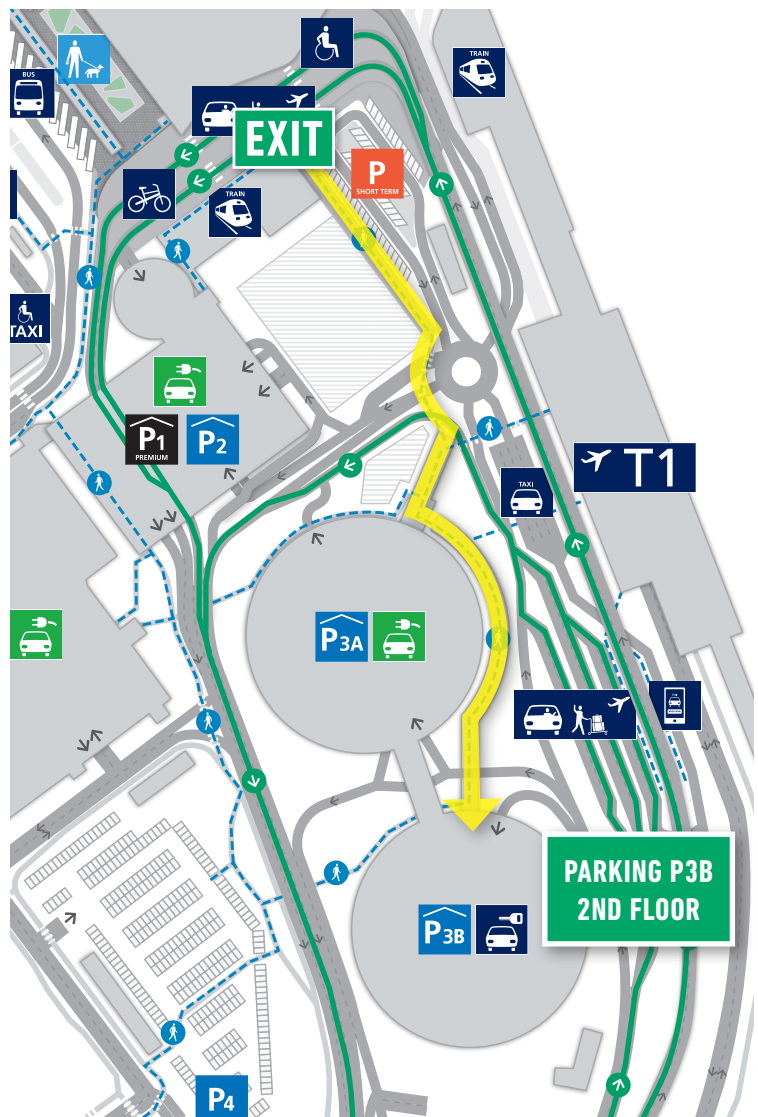 BUS
TRAIN
EXIT
P
SHORT TERM
TRAIN
TAXI
P1
PREMIUM
P2
T1
TAXI
P3A
PARKING P3B
2ND FLOOR
P3B
P4